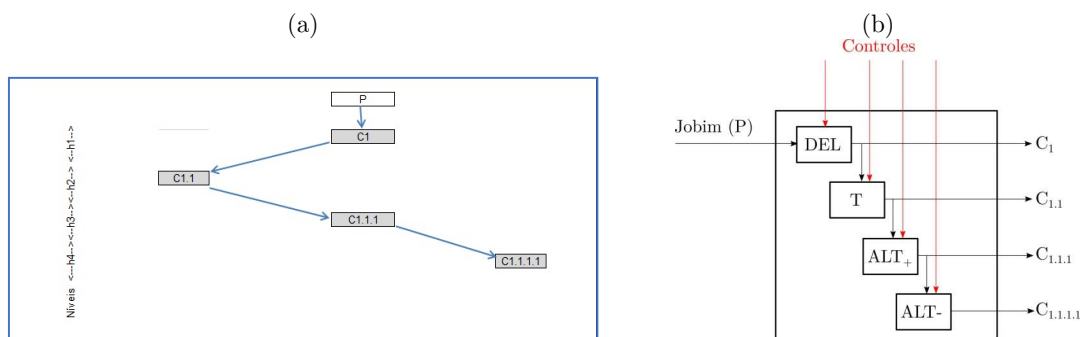 (a)
P
C1
C1.1
C1.1.1
C1.1.1.1
Níveis <---h4--><--h3--><--h2--> <--h1-->
(b)
Controles
Jobim (P)
DEL
C1
T
C1.1
ALT+
C1.1.1
ALT-
C1.1.1.1